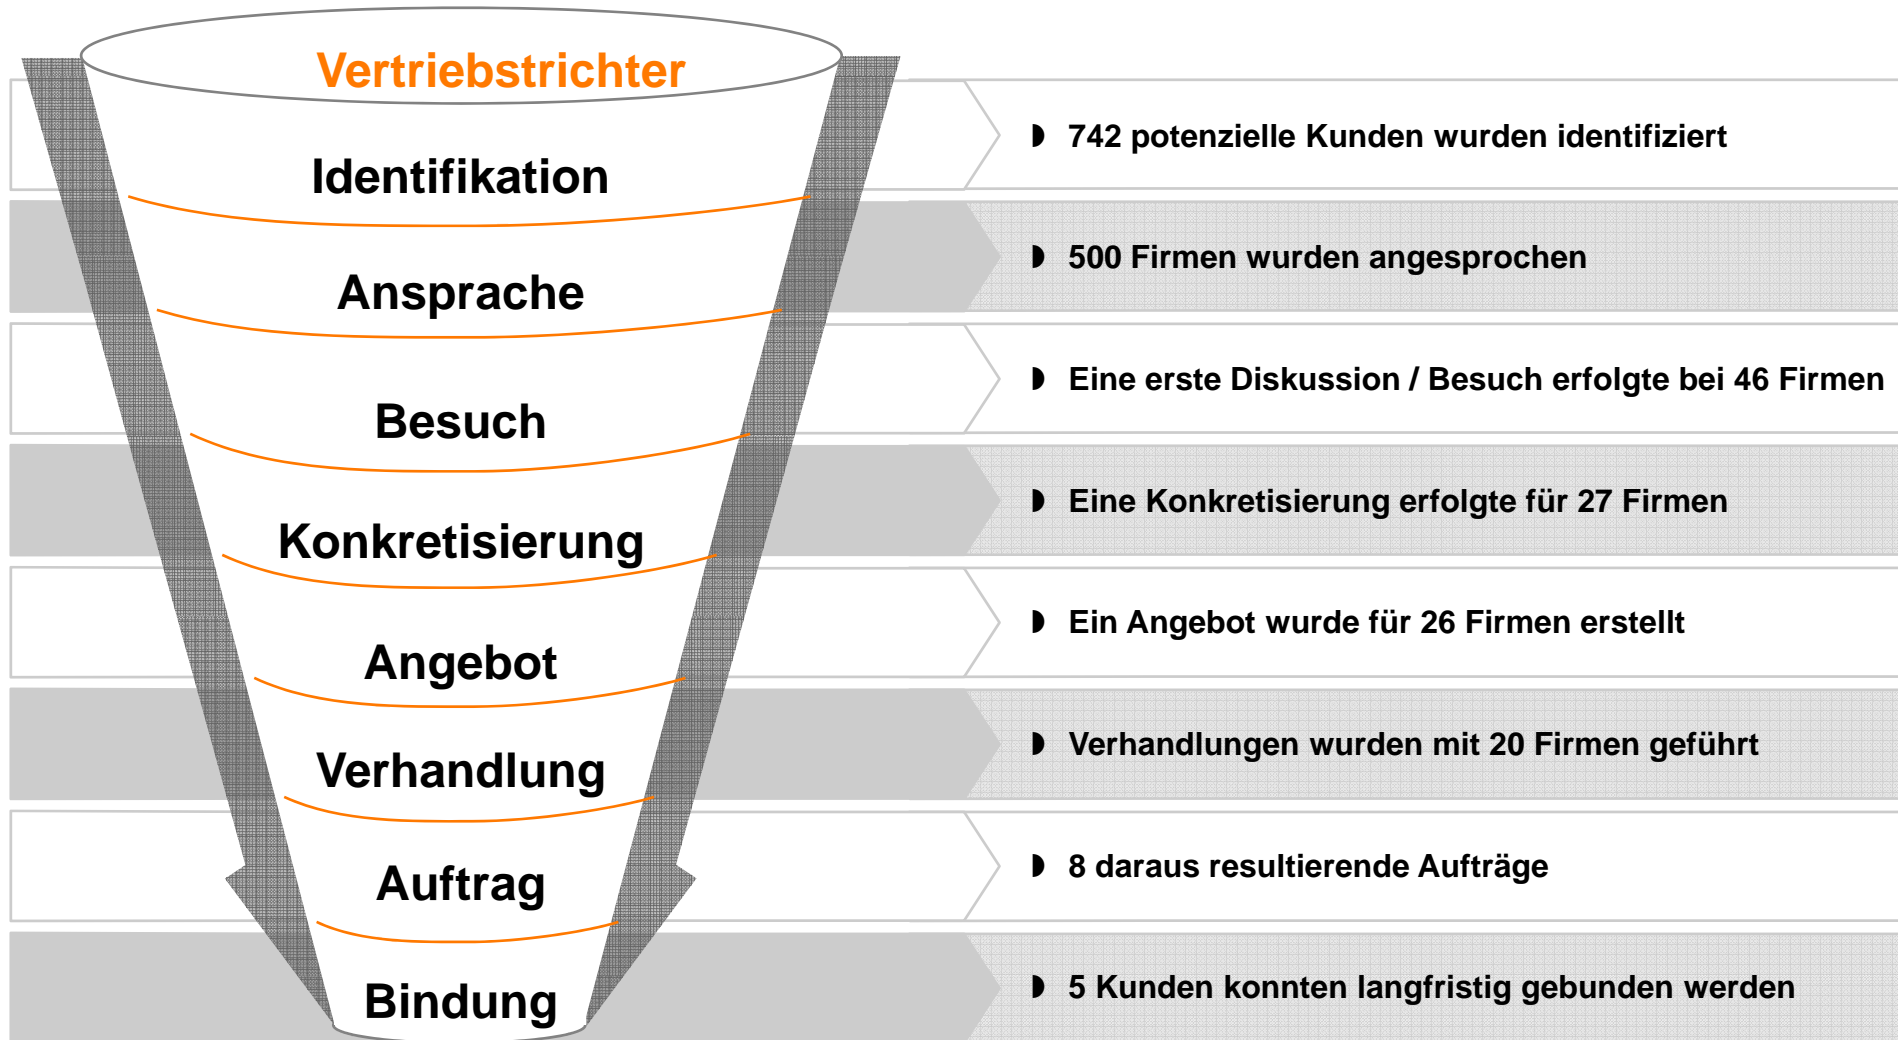 Vertriebstrichter
Identifikation
◗ 742 potenzielle Kunden wurden identifiziert
Ansprache
◗ 500 Firmen wurden angesprochen
Besuch
◗ Eine erste Diskussion / Besuch erfolgte bei 46 Firmen
Konkretisierung
◗ Eine Konkretisierung erfolgte für 27 Firmen
Angebot
◗ Ein Angebot wurde für 26 Firmen erstellt
Verhandlung
◗ Verhandlungen wurden mit 20 Firmen geführt
Auftrag
◗ 8 daraus resultierende Aufträge
Bindung
◗ 5 Kunden konnten langfristig gebunden werden